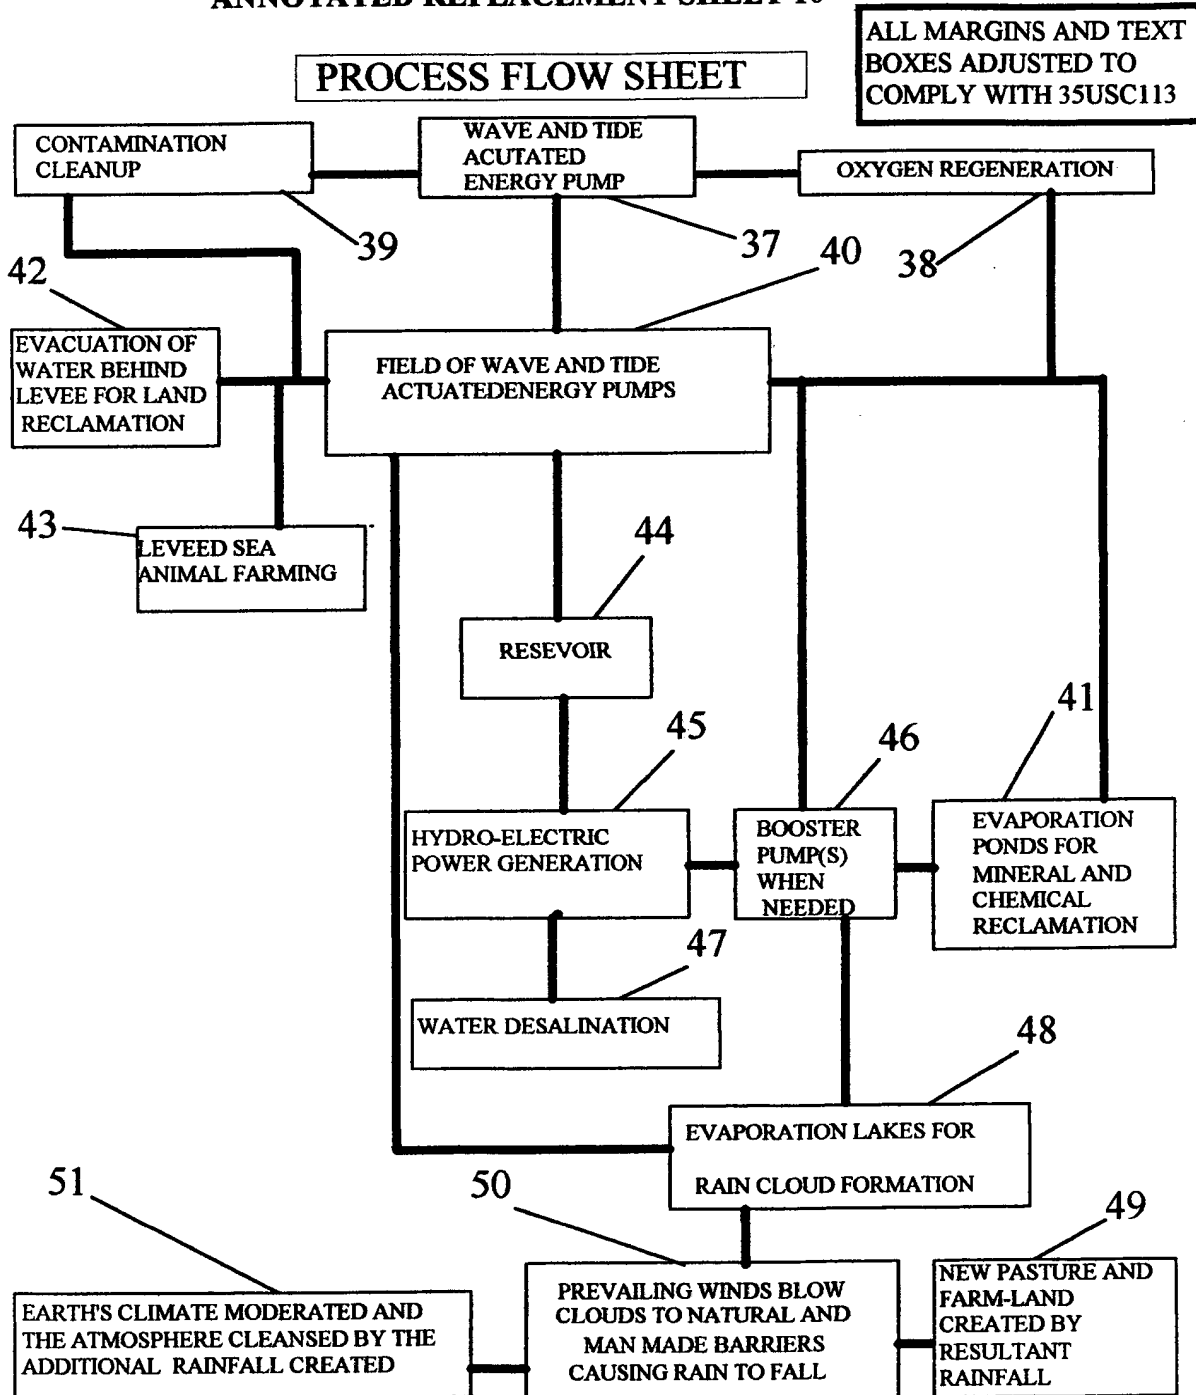 ANNOTATED REPLACEMENT SHEET 10
ALL MARGINS AND TEXT
BOXES ADJUSTED TO
COMPLY WITH 35USC113
PROCESS FLOW SHEET
CONTAMINATION
CLEANUP
WAVE AND TIDE
ACUTATED
ENERGY PUMP
OXYGEN REGENERATION
39
37
38
40
42
EVACUATION OF
WATER BEHIND
LEVEE FOR LAND
RECLAMATION
FIELD OF WAVE AND TIDE
ACTUATEDENERGY PUMPS
43
LEVEED SEA
ANIMAL FARMING
44
RESEVOIR
45
46
41
HYDRO-ELECTRIC
POWER GENERATION
BOOSTER
PUMP(S)
WHEN
NEEDED
EVAPORATION
PONDS FOR
MINERAL AND
CHEMICAL
RECLAMATION
47
WATER DESALINATION
48
EVAPORATION LAKES FOR
RAIN CLOUD FORMATION
51
50
49
EARTH'S CLIMATE MODERATED AND
THE ATMOSPHERE CLEANSED BY THE
ADDITIONAL RAINFALL CREATED
PREVAILING WINDS BLOW
CLOUDS TO NATURAL AND
MAN MADE BARRIERS
CAUSING RAIN TO FALL
NEW PASTURE AND
FARM-LAND
CREATED BY
RESULTANT
RAINFALL